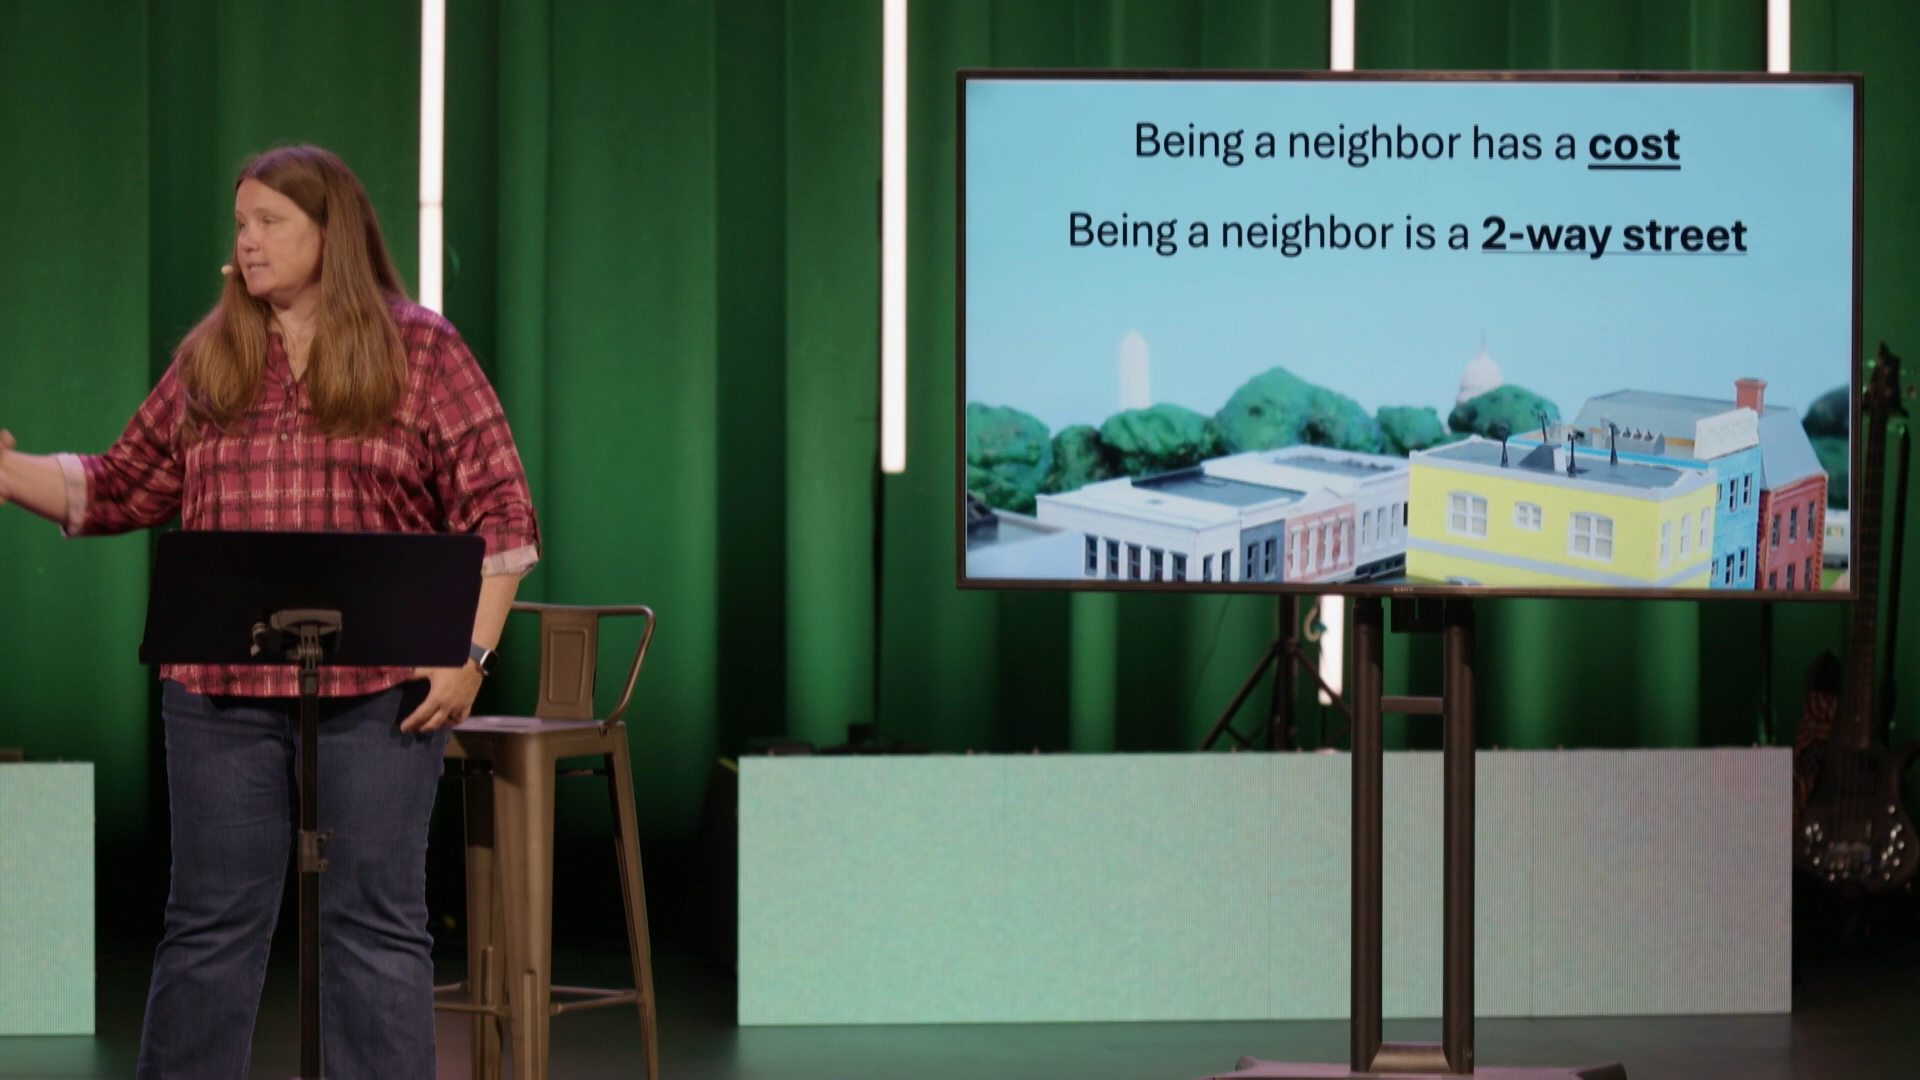 Being a neighbor has a cost
Being a neighbor is a 2-way street